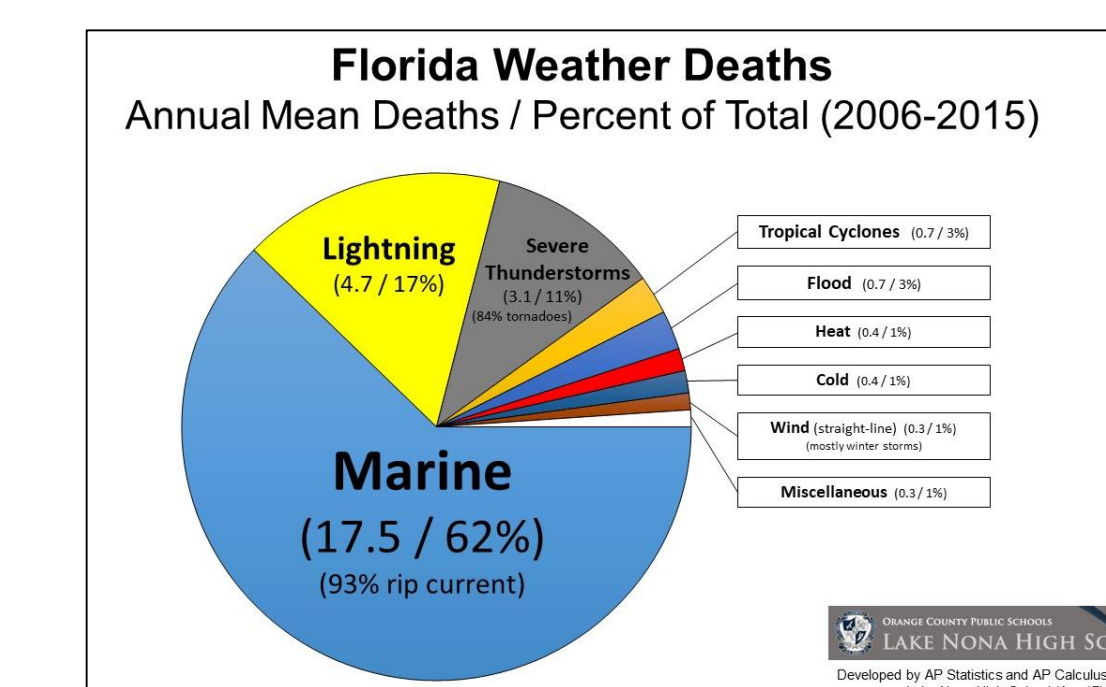 Florida Weather Deaths
Annual Mean Deaths / Percent of Total (2006-2015)
Lightning
(4.7 / 17%)
Severe
Thunderstorms
(3.1 / 11%)
(84% tornadoes)
Tropical Cyclones (0.7 / 3%)
Flood (0.7 / 3%)
Heat (0.4 / 1%)
Cold (0.4 / 1%)
Wind (straight-line) (0.3 / 1%)
(mostly winter storms)
Miscellaneous (0.3 / 1%)
Marine
(17.5 / 62%)
(93% rip current)
ORANGE COUNTY PUBLIC SCHOOLS
LAKE NONA HIGH
Developed by AP Statistics and AP Calculus